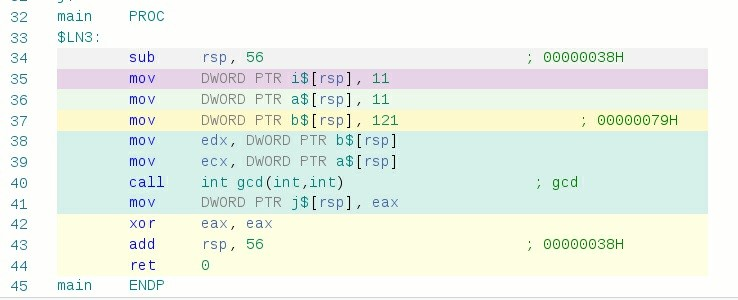 32 main PROC
33 $LN3:
34 sub rsp, 56 ; 00000038H
35 mov DWORD PTR i$[rsp], 11
36 mov DWORD PTR a$[rsp], 11
37 mov DWORD PTR b$[rsp], 121 ; 00000079H
38 mov edx, DWORD PTR b$[rsp]
39 mov ecx, DWORD PTR a$[rsp]
40 call int gcd(int,int) ; gcd
41 mov DWORD PTR j$[rsp], eax
42 xor eax, eax
43 add rsp, 56 ; 00000038H
44 ret 0
45 main ENDP